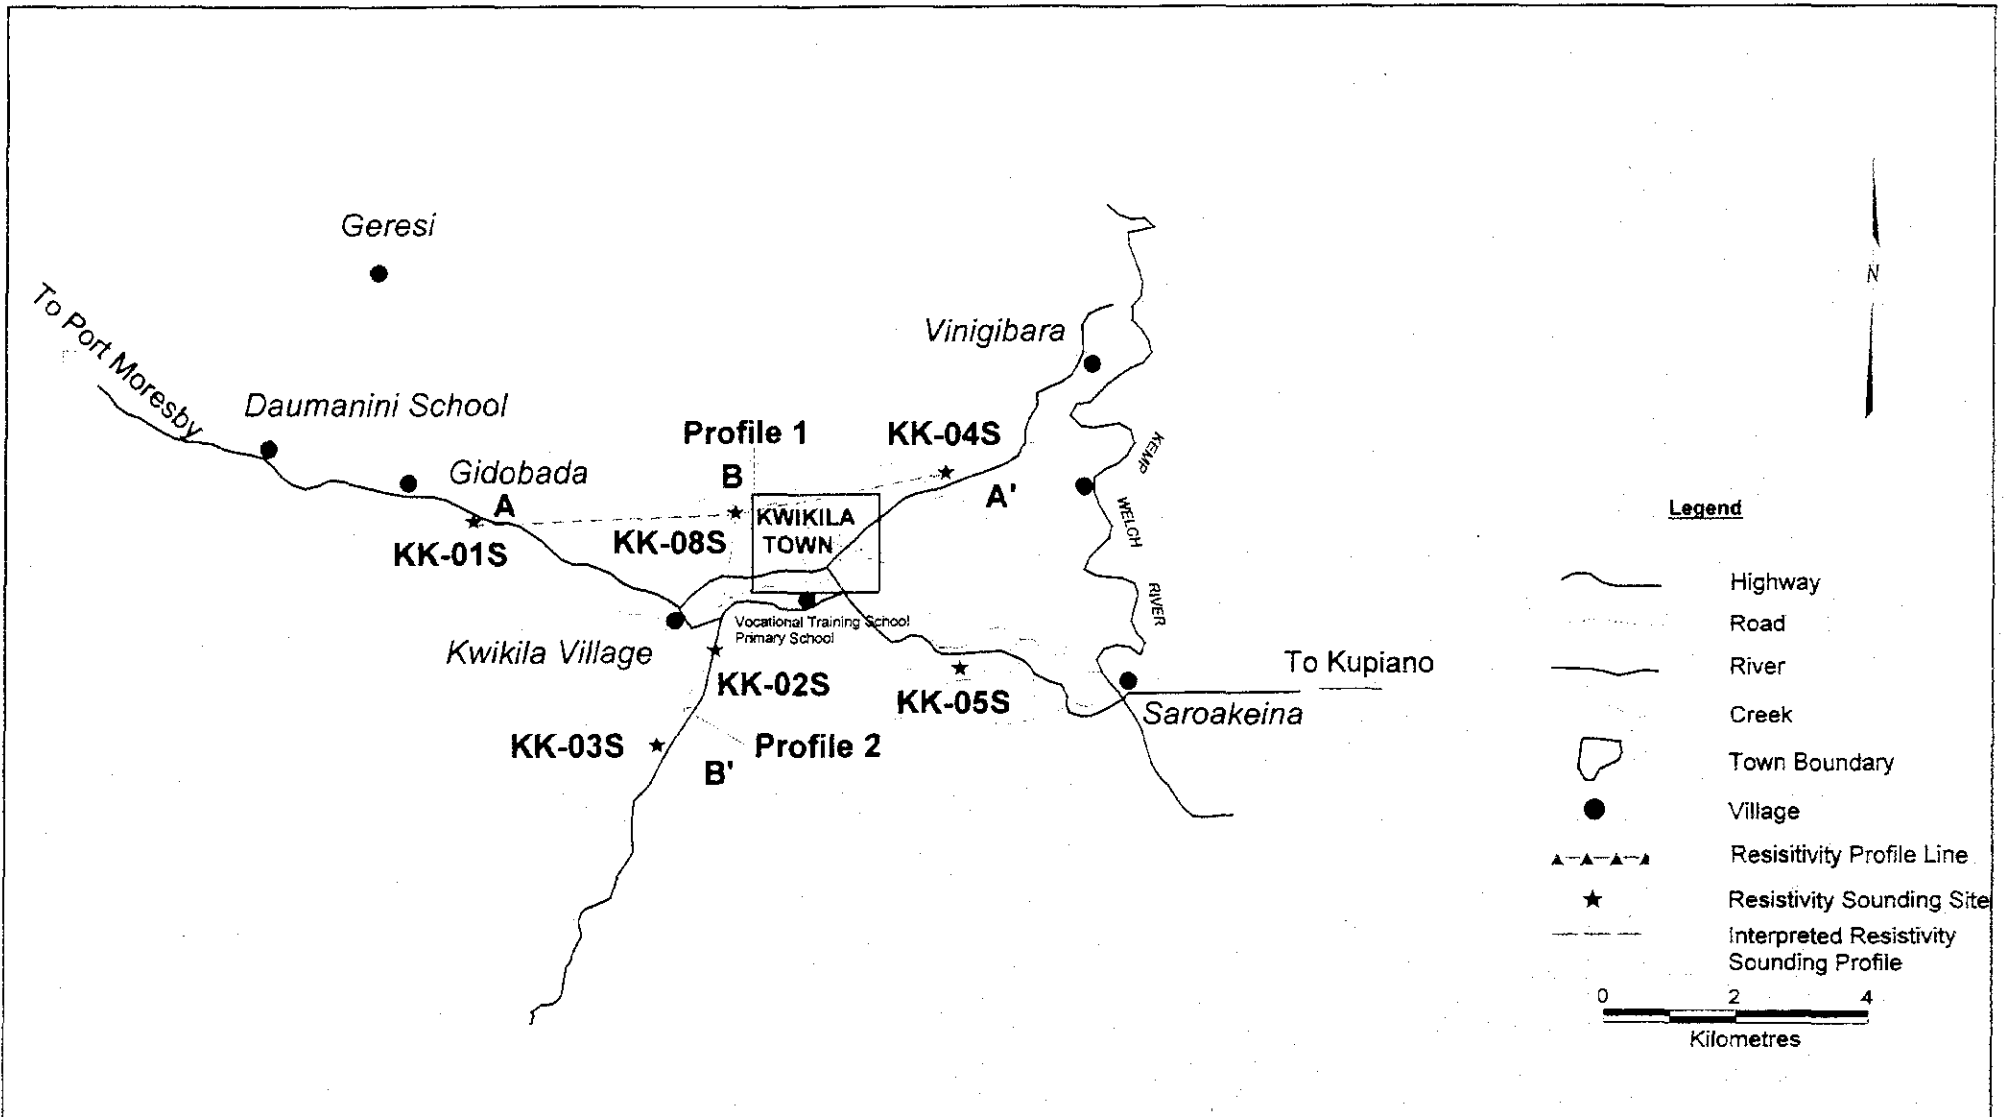 Geresi
To Port Moresby
Vinigibara
Daumanini School
Profile 1
KK-04S
KEMP
Gidobada
B
A
A'
WELCH
KWIKILA
TOWN
KK-08S
KK-01S
RIVER
Vocational Training School
Primary School
Kwikila Village
To Kupiano
KK-02S
KK-05S
Saroakeina
KK-03S
Profile 2
B'
N
Legend
Highway
Road
River
Creek
Town Boundary
Village
Resisitivity Profile Line
Resistivity Sounding Site
Interpreted Resistivity
Sounding Profile
0 2 4
Kilometres